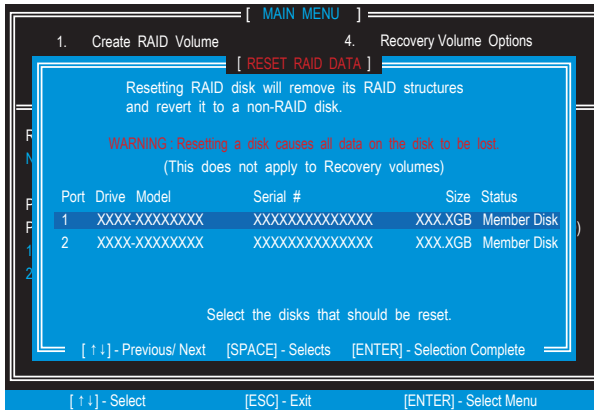 [ MAIN MENU ]
1. Create RAID Volume 4. Recovery Volume Options
[ RESET RAID DATA ]
Resetting RAID disk will remove its RAID structures
and revert it to a non-RAID disk.
WARNING : Resetting a disk causes all data on the disk to be lost.
(This does not apply to Recovery volumes)
Port Drive Model Serial # Size Status
1 XXXX-XXXXXXXX XXXXXXXXXXXXXX XXX.XGB Member Disk
2 XXXX-XXXXXXXX XXXXXXXXXXXXXX XXX.XGB Member Disk
Select the disks that should be reset.
[ ↑↓] - Previous/ Next [SPACE] - Selects [ENTER] - Selection Complete
[ ↑↓] - Select [ESC] - Exit [ENTER] - Select Menu